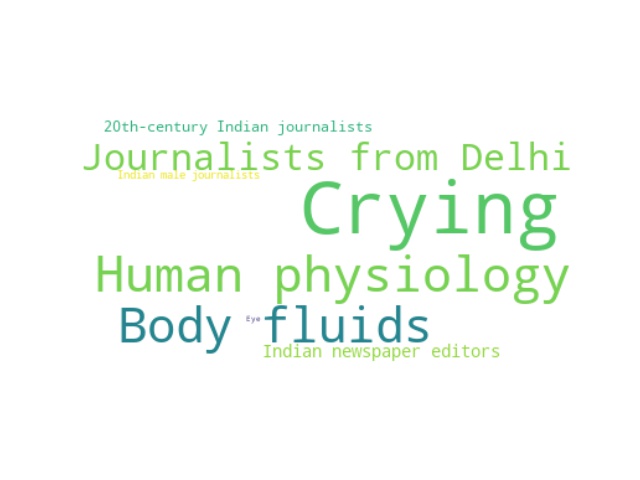 20th-century Indian journalists
Journalists from Delhi
Indian male journalists
Crying
Human physiology
Body fluids
Eye
Indian newspaper editors